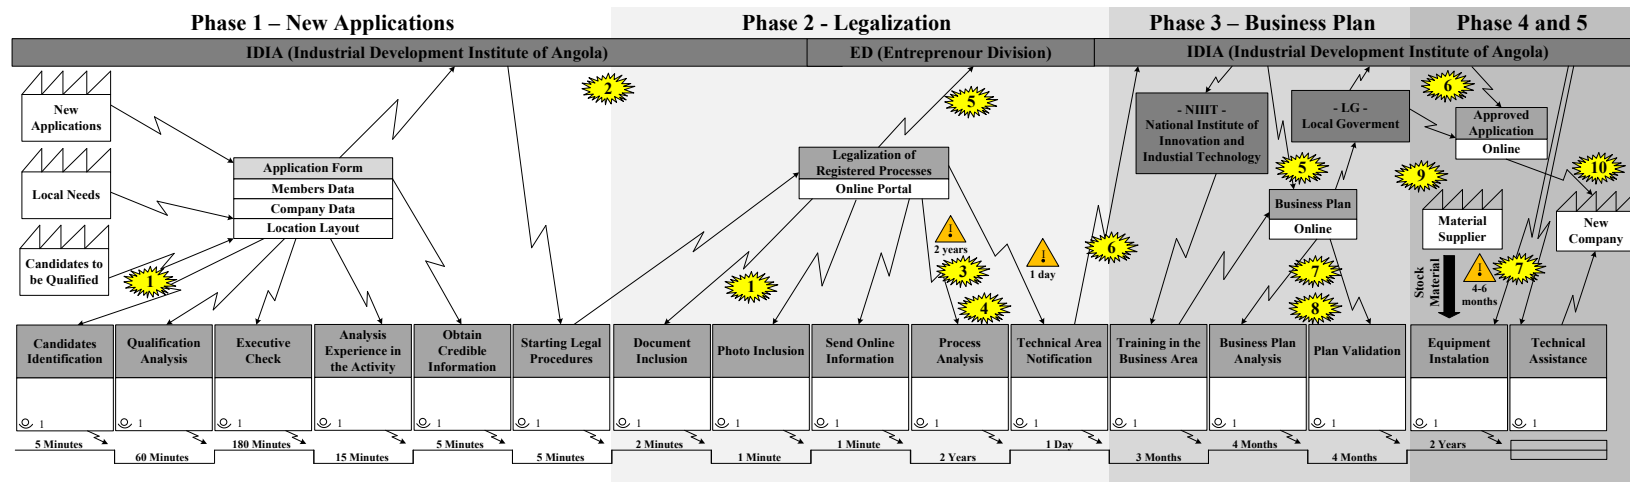 Phase 1 – New Applications
Phase 2 - Legalization
Phase 3 – Business Plan
Phase 4 and 5
IDIA (Industrial Development Institute of Angola)
ED (Entreprenour Division)
IDIA (Industrial Development Institute of Angola)
New
Applications
Local Needs
Candidates to
be Qualified
1
Application Form
Members Data
Company Data
Location Layout
2
Legalization of
Registered Processes
Online Portal
5
1
2 years
3
4
1 day
6
- NIIIT -
National Institute of
Innovation and
Industial Technology
- LG -
Local Goverment
5
Business Plan
Online
7
8
6
Approved
Application
Online
9
10
Material
Supplier
New
Company
Stock
Material
4-6
months
7
Candidates
Identification
1
Qualification
Analysis
1
Executive
Check
1
Analysis
Experience in
the Activity
1
Obtain
Credible
Information
1
Starting Legal
Procedures
1
Document
Inclusion
1
Photo Inclusion
1
Send Online
Information
1
Process
Analysis
1
Technical Area
Notification
1
Training in the
Business Area
1
Business Plan
Analysis
1
Plan Validation
1
Equipment
Instalation
1
Technical
Assistance
1
5 Minutes
60 Minutes
180 Minutes
15 Minutes
5 Minutes
5 Minutes
2 Minutes
1 Minute
1 Minute
2 Years
1 Day
3 Months
4 Months
4 Months
2 Years